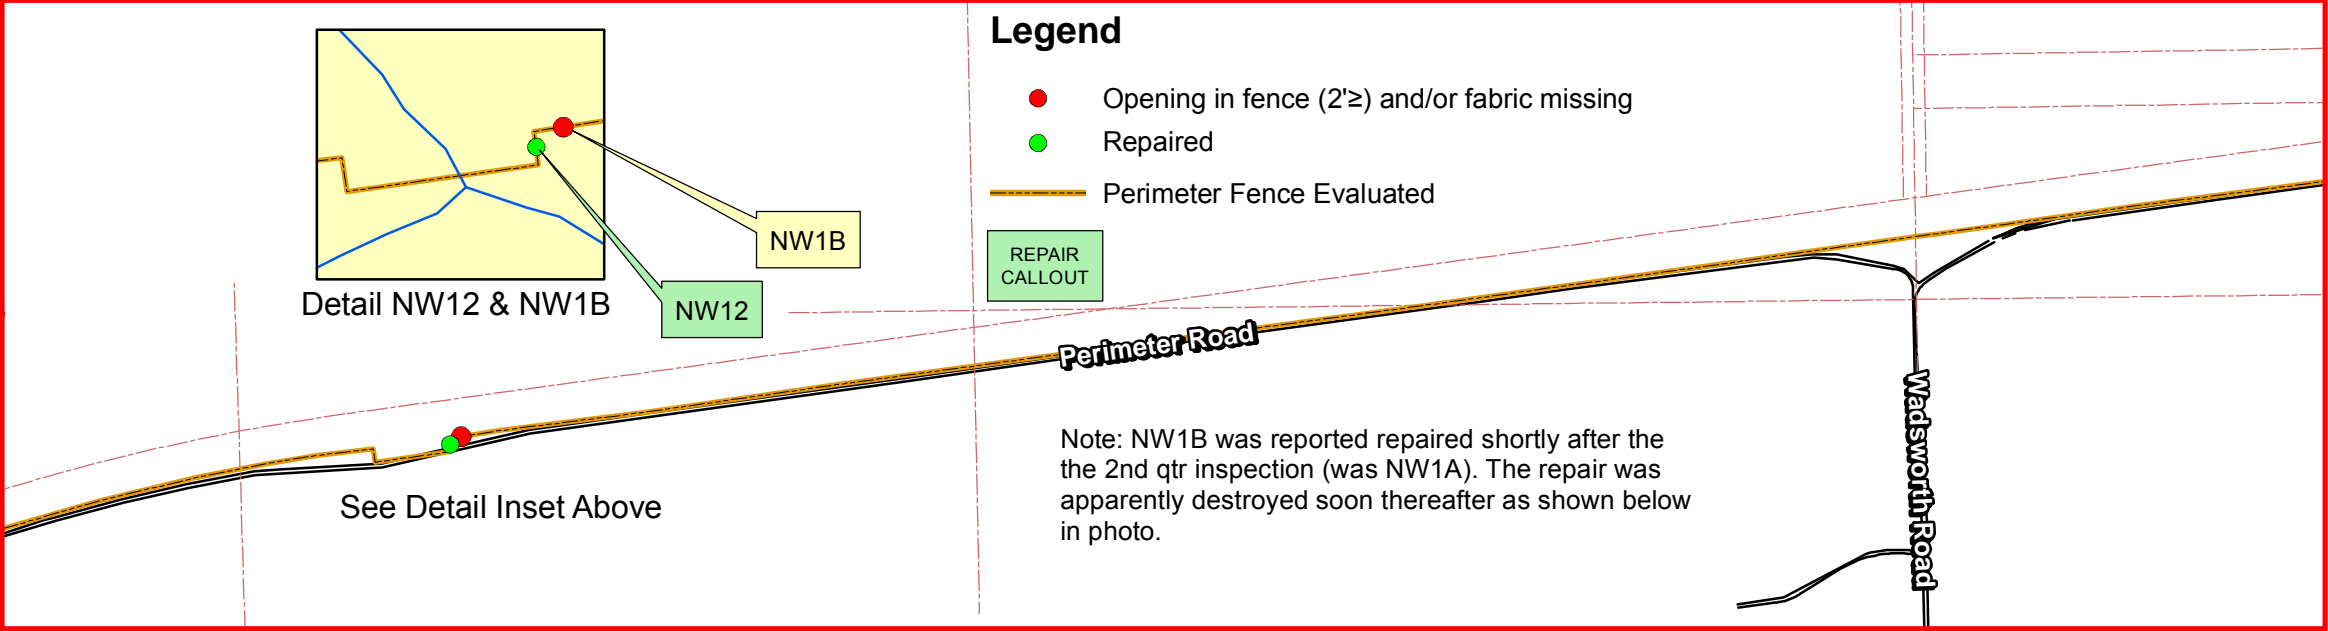 Legend
Opening in fence (2'≥) and/or fabric missing
Repaired
Perimeter Fence Evaluated
REPAIR
CALLOUT
NW1B
NW12
Detail NW12 & NW1B
Perimeter Road
Wadsworth Road
See Detail Inset Above
Note: NW1B was reported repaired shortly after the
the 2nd qtr inspection (was NW1A). The repair was
apparently destroyed soon thereafter as shown below
in photo.